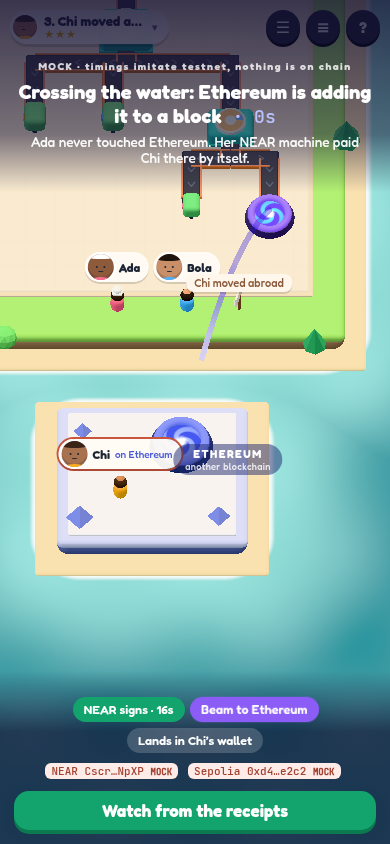 3. Chi moved a...
★★★
?
MOCK · timings imitate testnet, nothing is on chain
Crossing the water: Ethereum is adding
it to a block · 0s
Ada never touched Ethereum. Her NEAR machine paid
Chi there by itself.
Ada
Bola
Chi moved abroad
Chi on Ethereum
ETHEREUM
another blockchain
NEAR signs · 16s
Beam to Ethereum
Lands in Chi's wallet
NEAR Cscr…NpXP MOCK
Sepolia 0xd4…e2c2 MOCK
Watch from the receipts